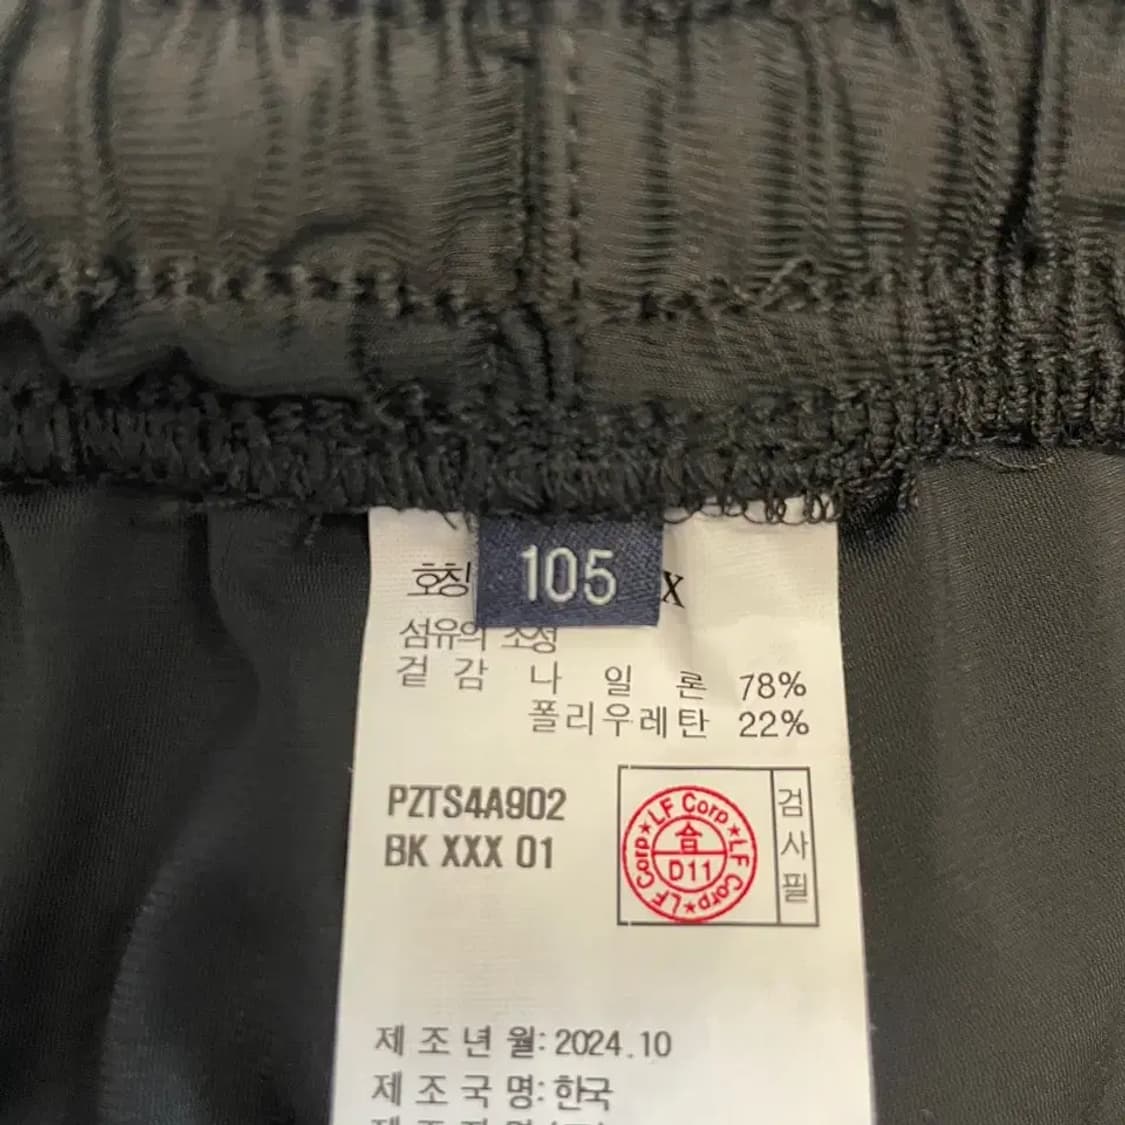 105
호칭 X
섬유의 조성
겉 감 나 일 론 78%
폴리우레탄 22%
PZTS4A902
BK XXX 01
LF Corp★LF Corp★LF Corp★
合
D11
검사필
제 조 년 월: 2024.10
제 조 국 명: 한국